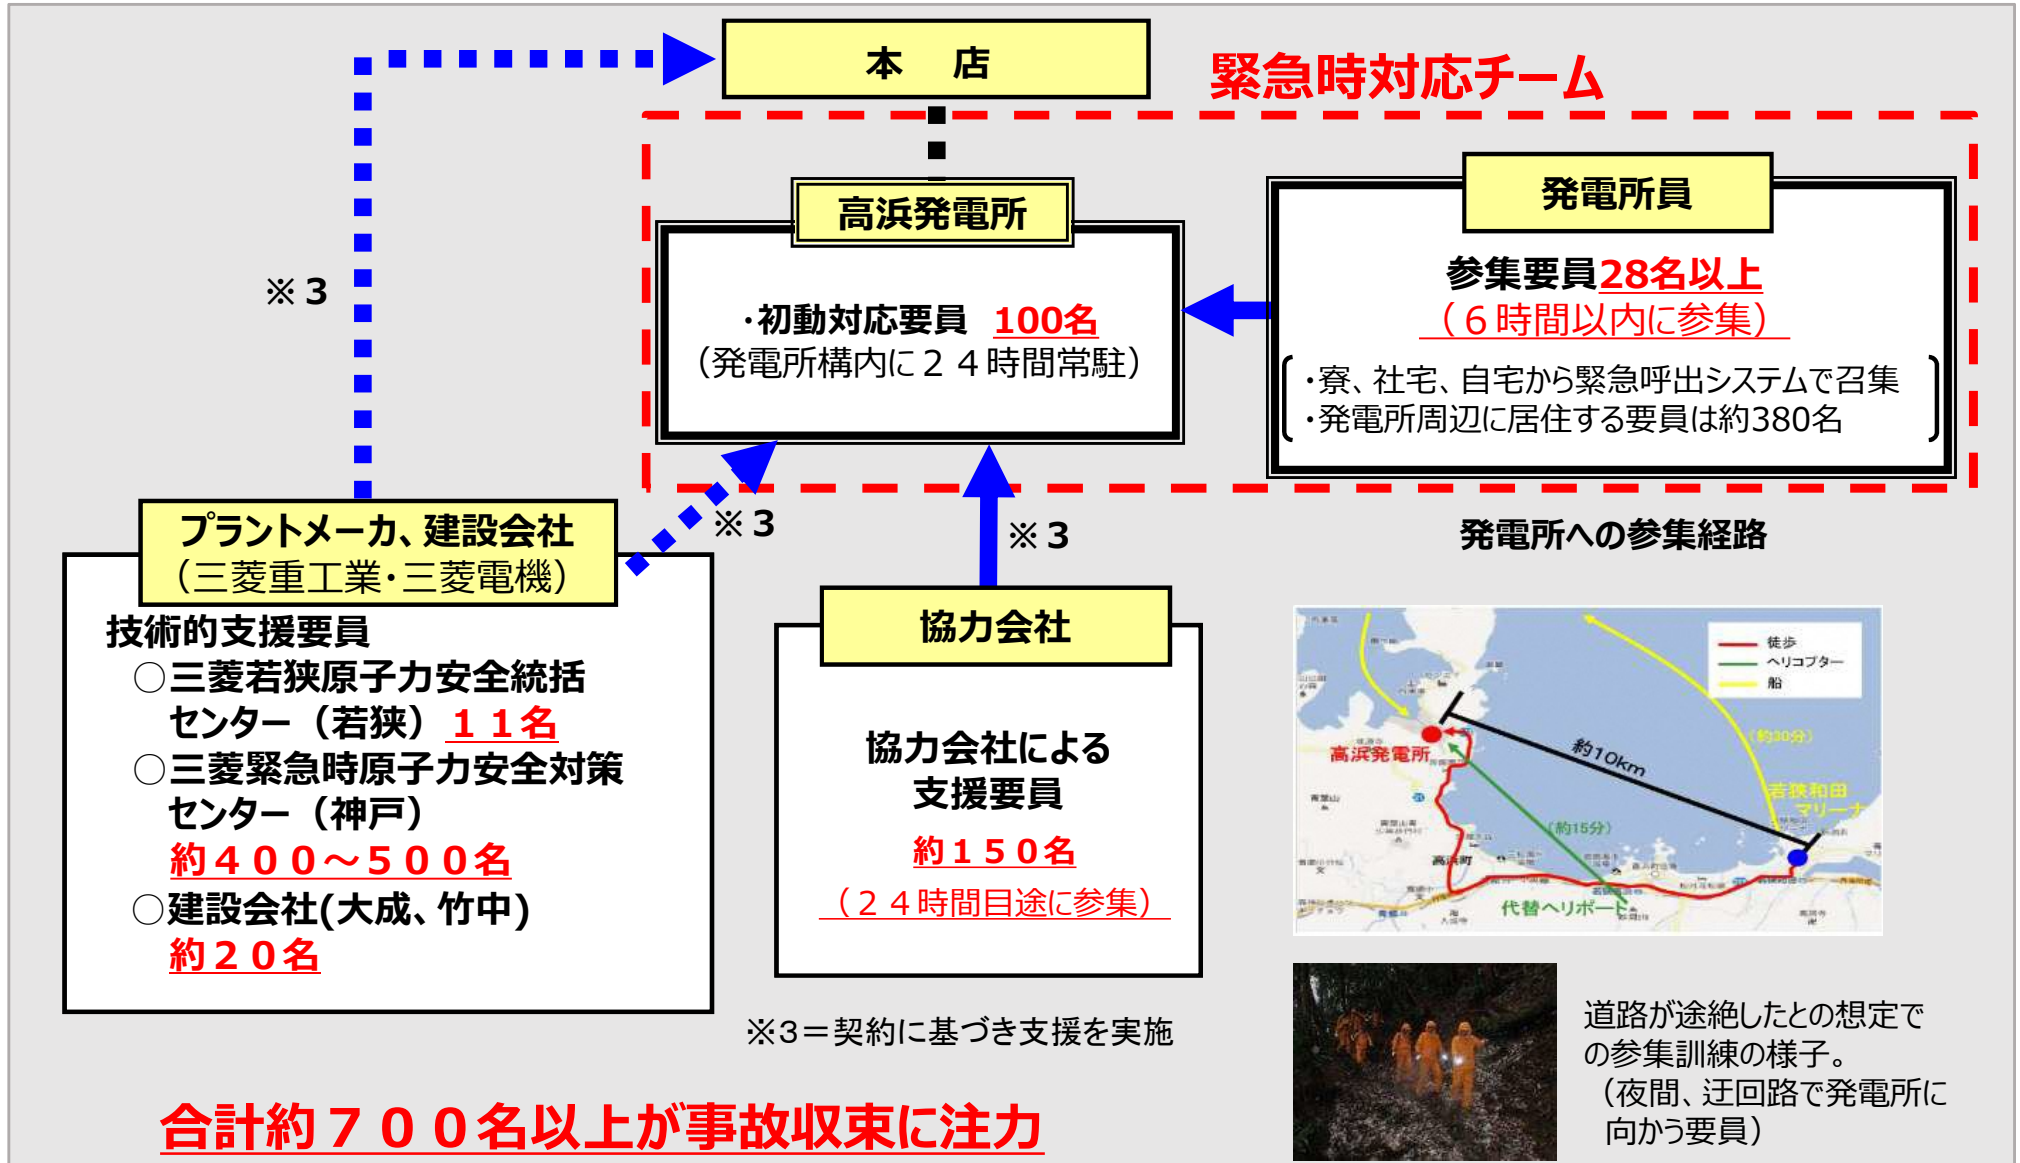 本　店
緊急時対応チーム
高浜発電所
・初動対応要員　100名
（発電所構内に２４時間常駐）
発電所員
参集要員28名以上
（６時間以内に参集）
・寮、社宅、自宅から緊急呼出システムで召集
・発電所周辺に居住する要員は約380名
※３
※３
※３
プラントメーカ、建設会社
（三菱重工業・三菱電機）
技術的支援要員
○三菱若狭原子力安全統括
センター（若狭）１１名
○三菱緊急時原子力安全対策
センター（神戸）
約４００～５００名
○建設会社(大成、竹中)
約２０名
協力会社
協力会社による
支援要員
約１５０名
（２４時間目途に参集）
※3＝契約に基づき支援を実施
発電所への参集経路
徒歩
ヘリコプター
船
高浜発電所
約10km
（約30分）
若狭和田
マリーナ
（約15分）
高浜町
代替ヘリポート
道路が途絶したとの想定で
の参集訓練の様子。
（夜間、迂回路で発電所に
向かう要員）
合計約７００名以上が事故収束に注力